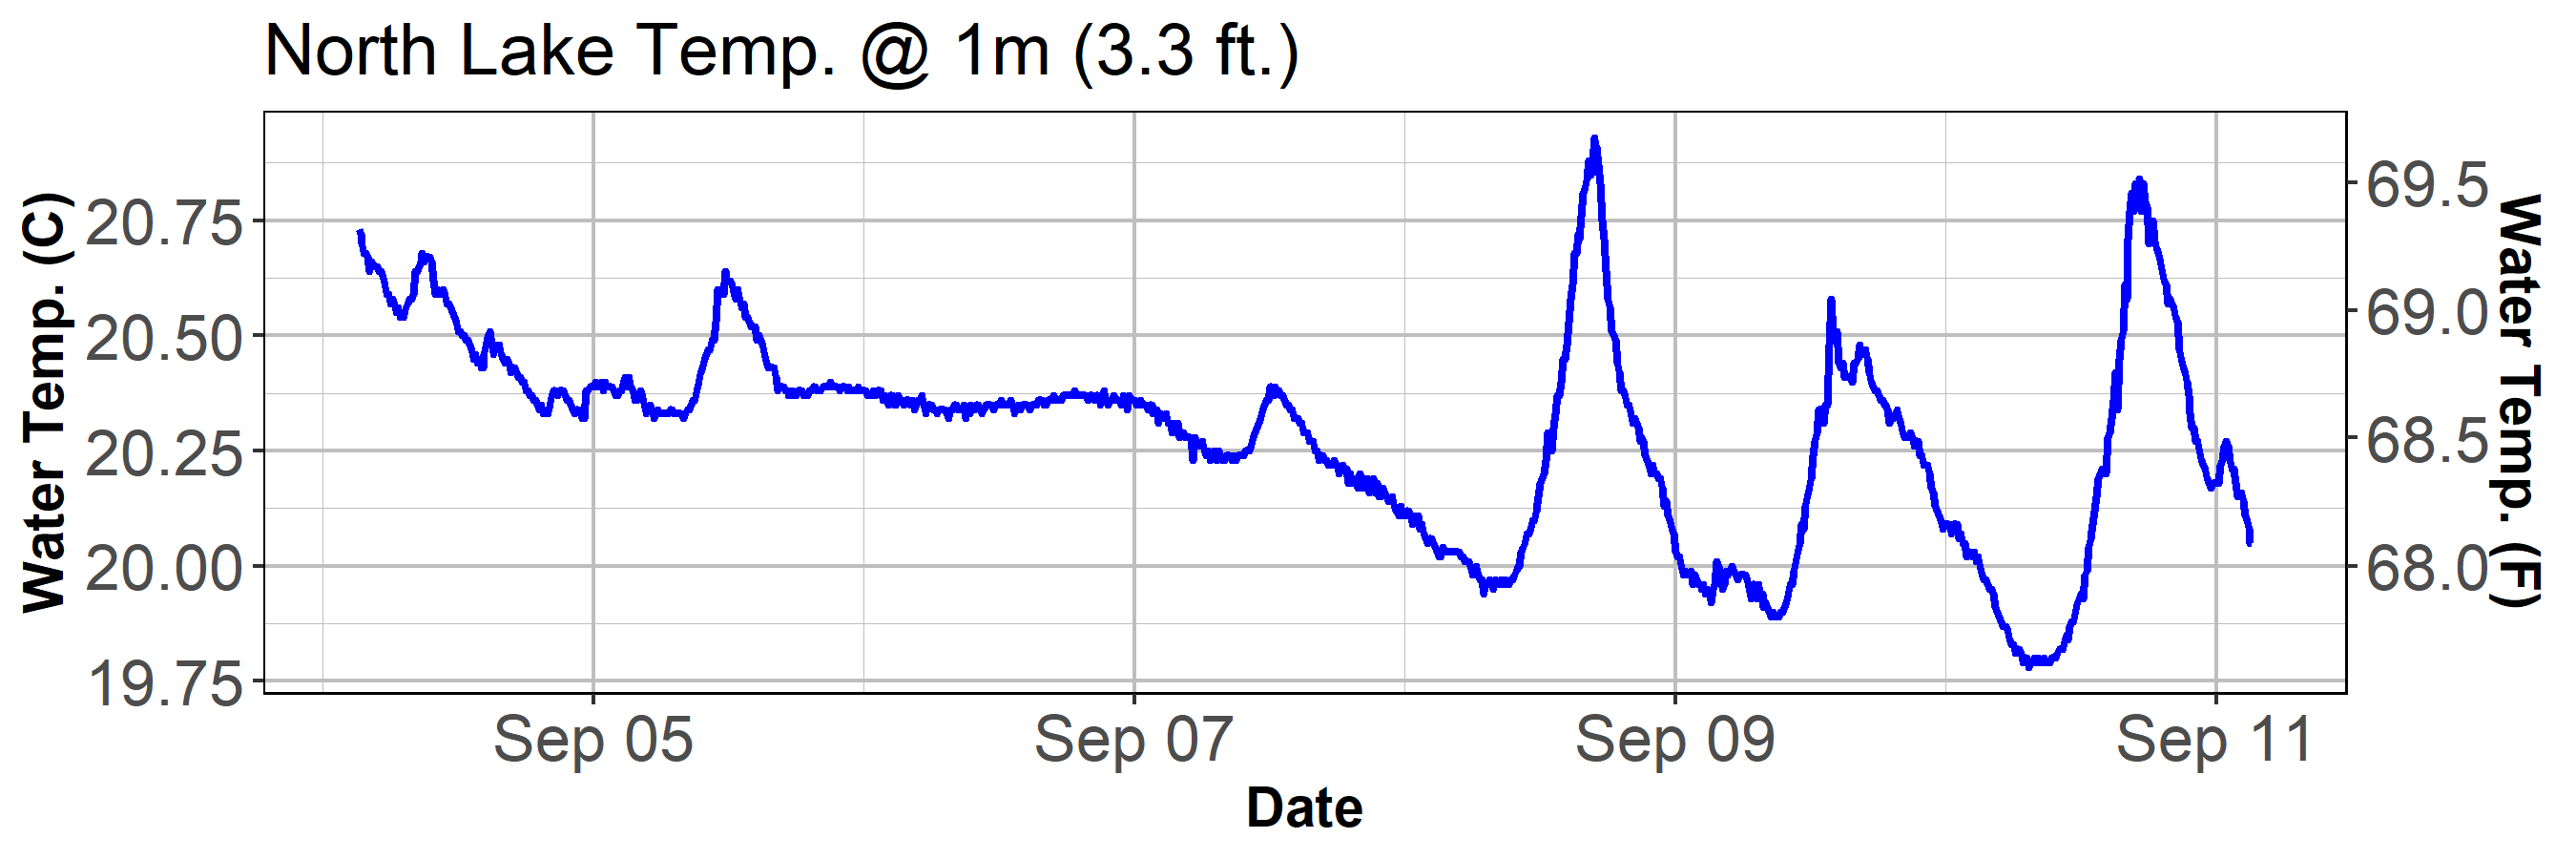 North Lake Temp. @ 1m (3.3 ft.)
Water Temp. (C)
20.75
20.50
20.25
20.00
19.75
69.5
69.0
68.5
68.0
Water Temp. (F)
Sep 05
Sep 07
Sep 09
Sep 11
Date